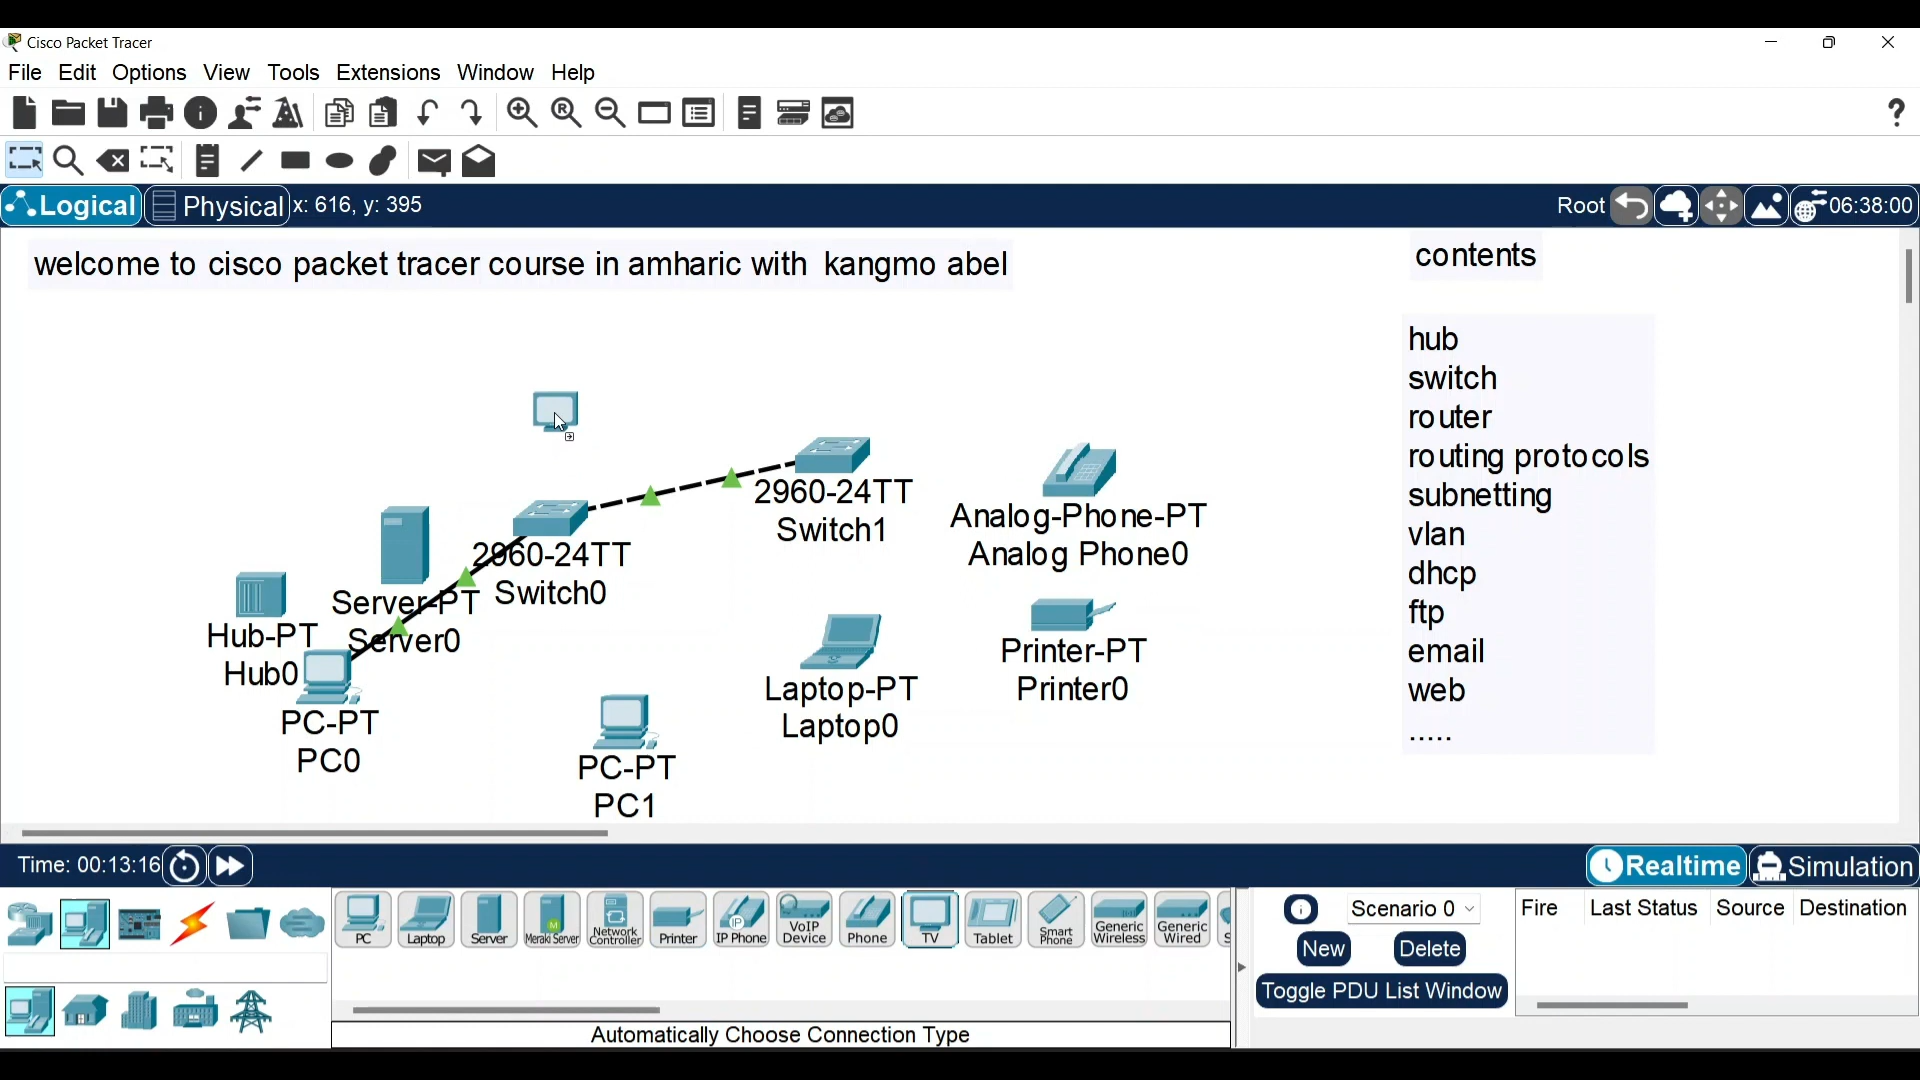 Cisco Packet Tracer
File Edit Options View Tools Extensions Window Help
Logical Physical x: 616, y: 395 Root 06:38:00
welcome to cisco packet tracer course in amharic with kangmo abel
contents
hub
switch
router
routing protocols
subnetting
vlan
dhcp
ftp
email
web
.....
2960-24TT
Switch1
Analog-Phone-PT
Analog Phone0
2960-24TT
Switch0
Server-PT
Server0
Hub-PT
Hub0
PC-PT
PC0
Laptop-PT
Laptop0
Printer-PT
Printer0
PC-PT
PC1
Time: 00:13:16 Realtime Simulation
PC
Laptop
Server
Meraki Server
Network
Controller
Printer
IP
IP Phone
VoIP
Device
Phone
TV
Tablet
Smart
Phone
Generic
Wireless
Generic
Wired
S
Automatically Choose Connection Type
Scenario 0
New Delete
Toggle PDU List Window
Fire Last Status Source Destination